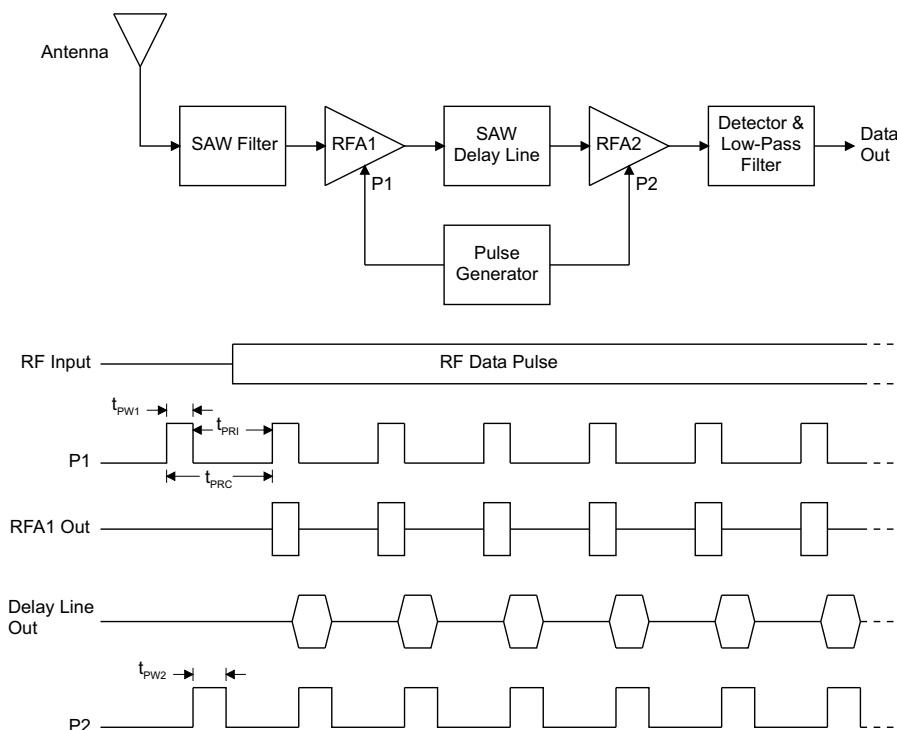 Antenna
SAW Filter
RFA1
SAW
Delay Line
RFA2
Detector &
Low-Pass
Filter
Data
Out
P1
P2
Pulse
Generator
RF Input
RF Data Pulse
tPW1
tPRI
P1
tPRC
RFA1 Out
Delay Line
Out
tPW2
P2